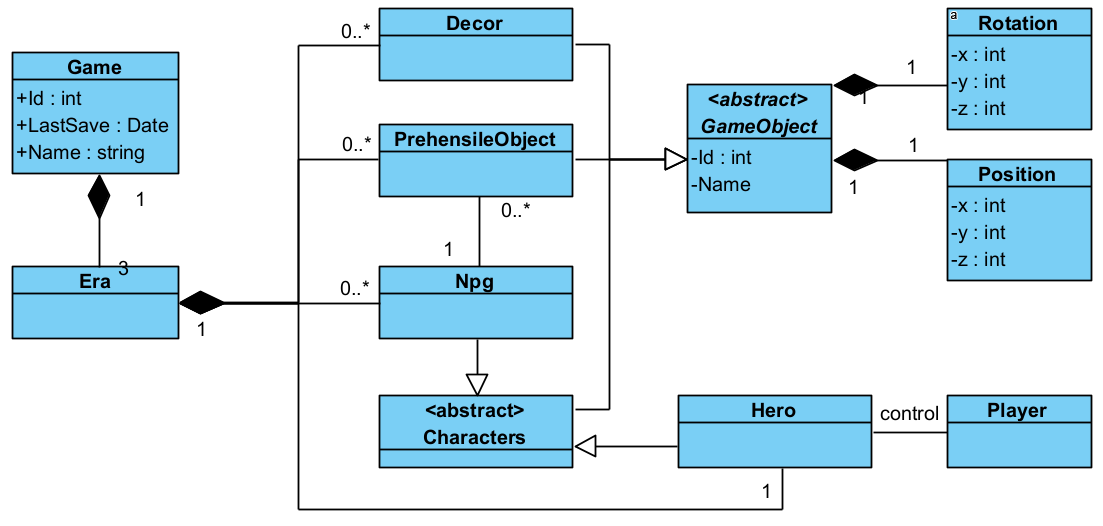 Game
+Id : int
+LastSave : Date
+Name : string
1
3
Era
1
0..*
Decor
0..*
PrehensileObject
0..*
1
0..*
Npg
<abstract>
Characters
<abstract>
GameObject
-Id : int
-Name
1
1
a
Rotation
-x : int
-y : int
-z : int
1
1
Position
-x : int
-y : int
-z : int
Hero
control
Player
1